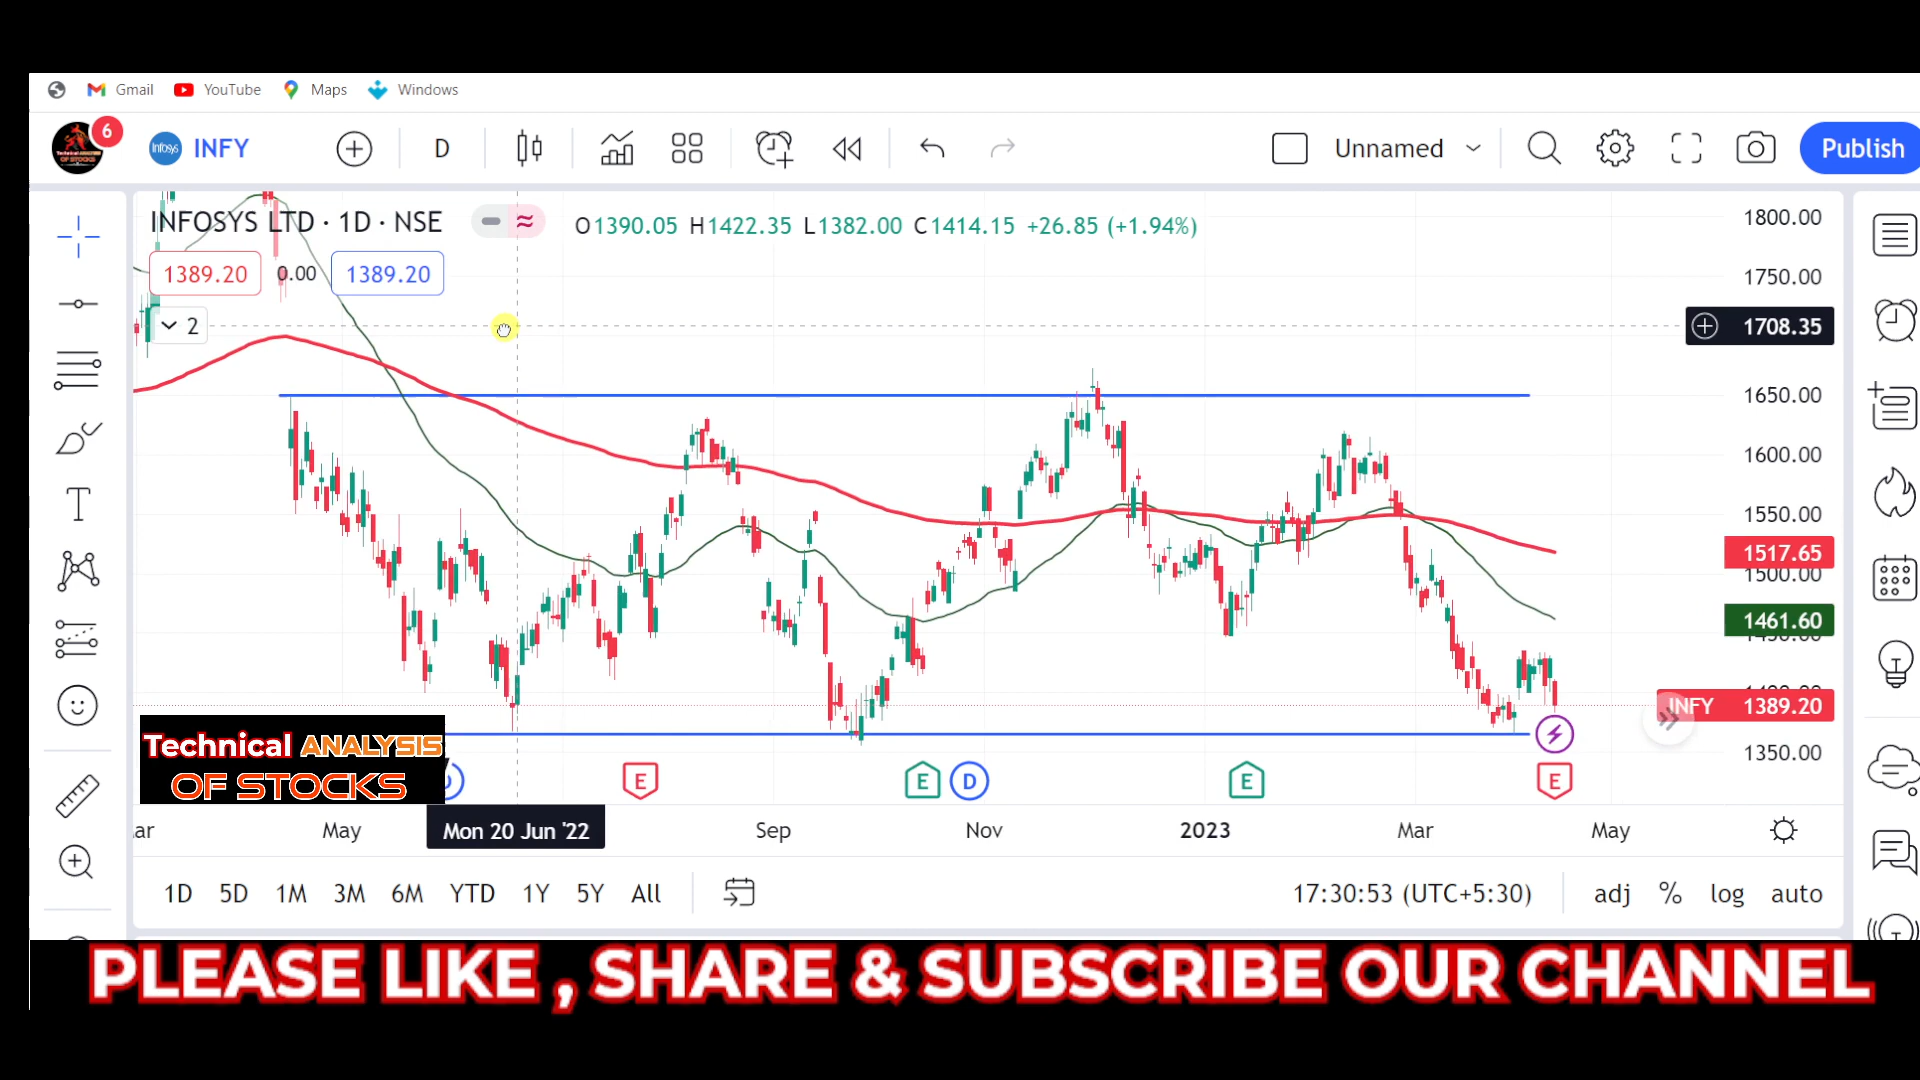 Gmail YouTube Maps Windows
6
Infosys INFY D Unnamed Publish
INFOSYS LTD · 1D · NSE O1390.05 H1422.35 L1382.00 C1414.15 +26.85 (+1.94%)
1389.20 0.00 1389.20
2
1800.00
1750.00
1708.35
1650.00
1600.00
1550.00
1517.65
1500.00
1461.60
INFY 1389.20
1350.00
Technical ANALYSIS
OF STOCKS
E E D E E
May Mon 20 Jun '22 Sep Nov 2023 Mar May
1D 5D 1M 3M 6M YTD 1Y 5Y All 17:30:53 (UTC+5:30) adj % log auto
PLEASE LIKE , SHARE & SUBSCRIBE OUR CHANNEL